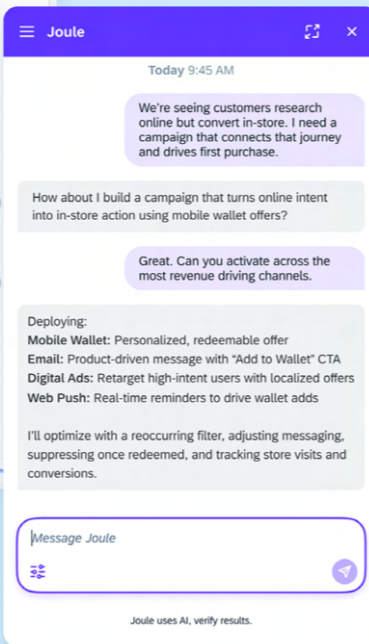 Joule
Today 9:45 AM
We're seeing customers research
online but convert in-store. I need a
campaign that connects that journey
and drives first purchase.
How about I build a campaign that turns online intent
into in-store action using mobile wallet offers?
Great. Can you activate across the
most revenue driving channels.
Deploying:
Mobile Wallet: Personalized, redeemable offer
Email: Product-driven message with “Add to Wallet” CTA
Digital Ads: Retarget high-intent users with localized offers
Web Push: Real-time reminders to drive wallet adds
I'll optimize with a reoccurring filter, adjusting messaging,
suppressing once redeemed, and tracking store visits and
conversions.
Message Joule
Joule uses AI, verify results.